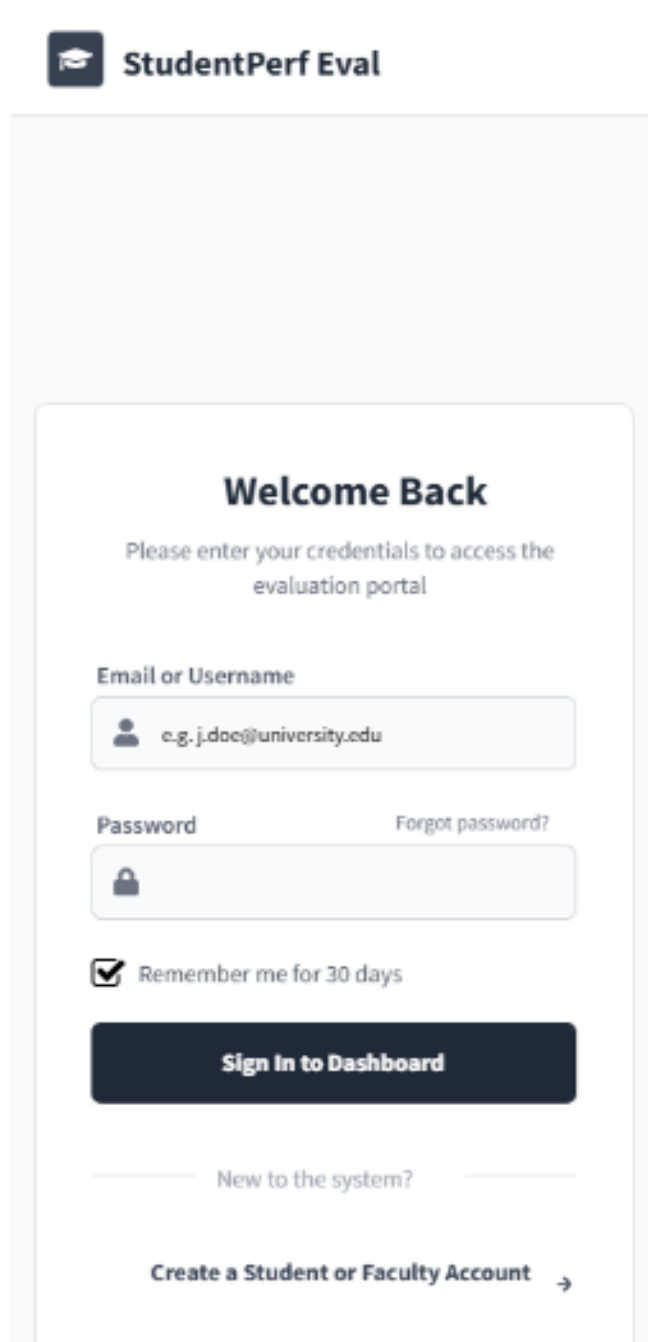 StudentPerf Eval
Welcome Back
Please enter your credentials to access the
evaluation portal
Email or Username
e.g. j.doe@university.edu
Password
Forgot password?
Remember me for 30 days
Sign In to Dashboard
New to the system?
Create a Student or Faculty Account →